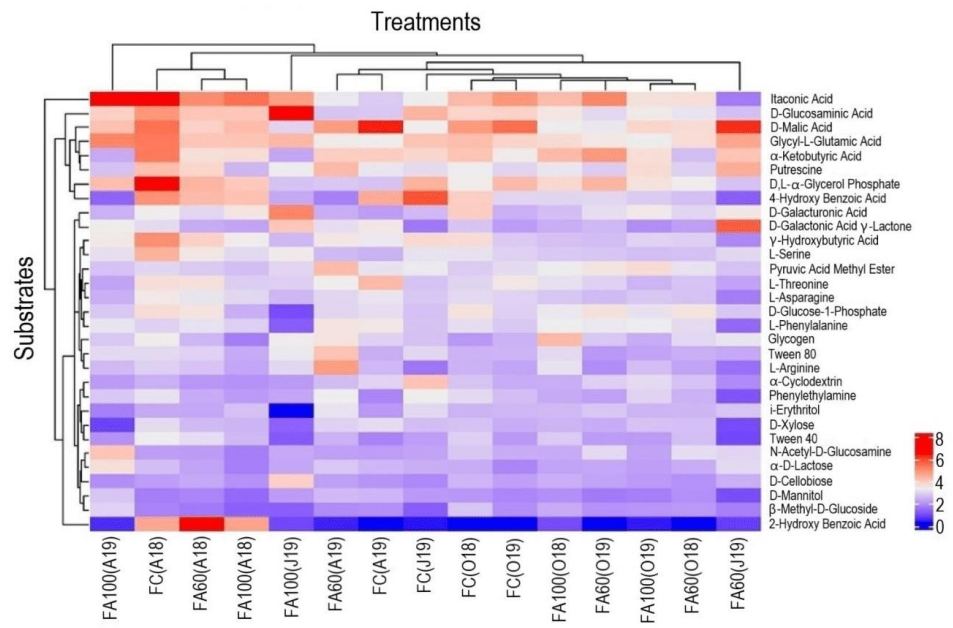 Treatments
Substrates
Itaconic Acid
D-Glucosaminic Acid
D-Malic Acid
Glycyl-L-Glutamic Acid
α-Ketobutyric Acid
Putrescine
D,L-α-Glycerol Phosphate
4-Hydroxy Benzoic Acid
D-Galacturonic Acid
D-Galactonic Acid γ-Lactone
γ-Hydroxybutyric Acid
L-Serine
Pyruvic Acid Methyl Ester
L-Threonine
L-Asparagine
D-Glucose-1-Phosphate
L-Phenylalanine
Glycogen
Tween 80
L-Arginine
α-Cyclodextrin
Phenylethylamine
i-Erythritol
D-Xylose
Tween 40
N-Acetyl-D-Glucosamine
α-D-Lactose
D-Cellobiose
D-Mannitol
β-Methyl-D-Glucoside
2-Hydroxy Benzoic Acid
8
6
4
2
0
FA100(A19)
FC(A18)
FA60(A18)
FA100(A18)
FA100(J19)
FA60(A19)
FC(A19)
FC(J19)
FC(O18)
FC(O19)
FA100(O18)
FA60(O19)
FA100(O19)
FA60(O18)
FA60(J19)